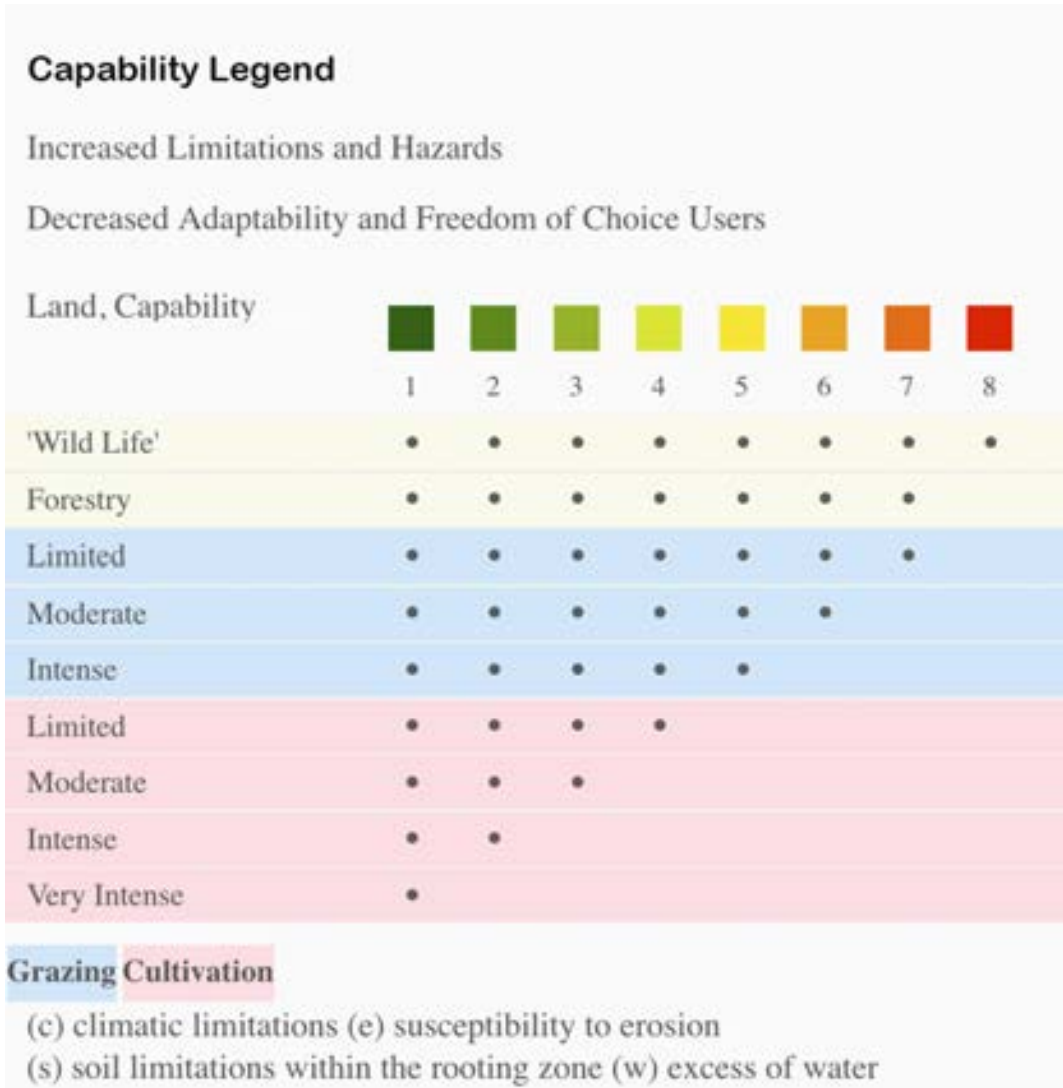 Capability Legend
Increased Limitations and Hazards
Decreased Adaptability and Freedom of Choice Users
Land, Capability
1 2 3 4 5 6 7 8
'Wild Life'
Forestry
Limited
Moderate
Intense
Limited
Moderate
Intense
Very Intense
Grazing Cultivation
(c) climatic limitations (e) susceptibility to erosion
(s) soil limitations within the rooting zone (w) excess of water